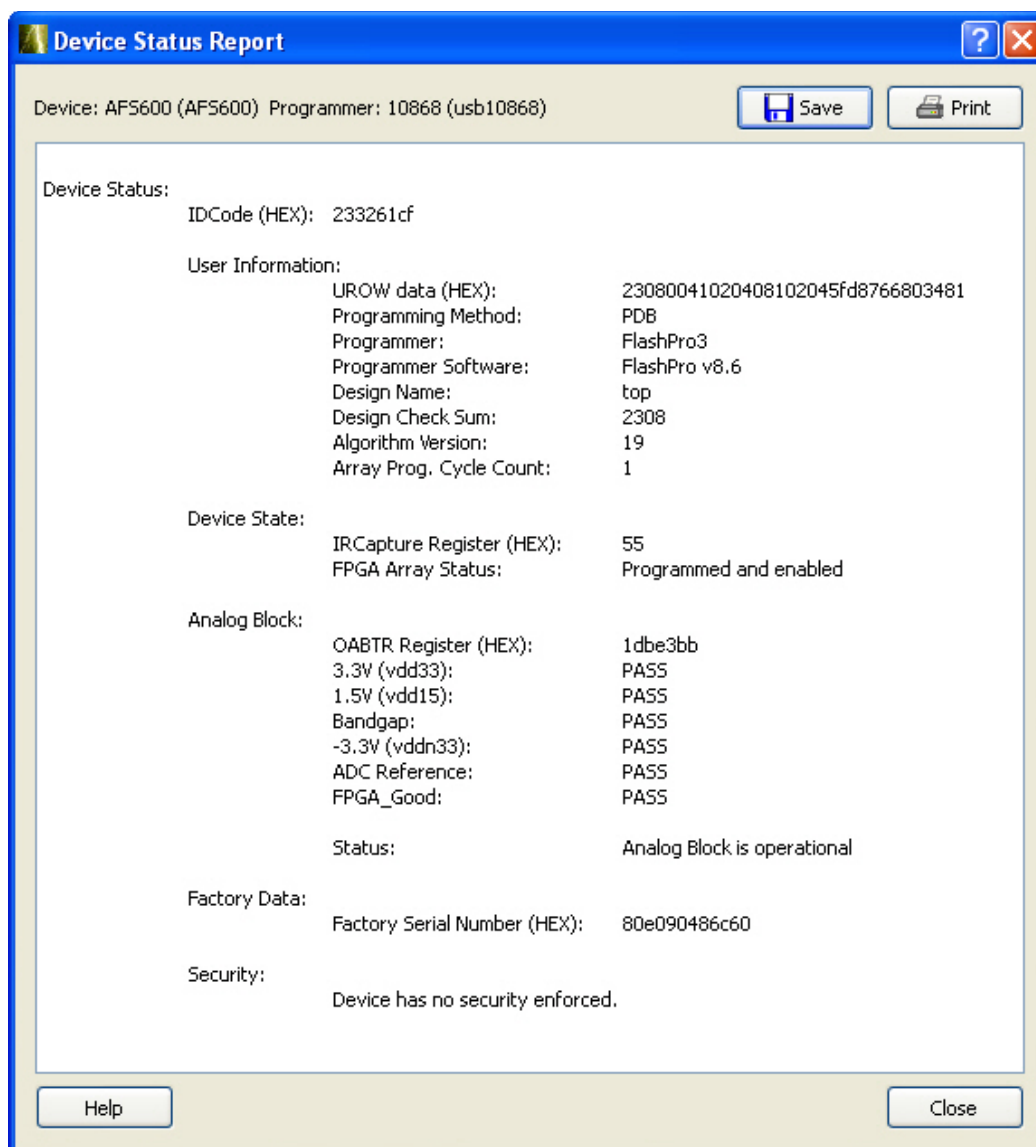 Device Status Report
Device: AFS600 (AFS600) Programmer: 10868 (usb10868) Save Print
Device Status:
IDCode (HEX): 233261cf
User Information:
UROW data (HEX): 23080041020408102045fd8766803481
Programming Method: PDB
Programmer: FlashPro3
Programmer Software: FlashPro v8.6
Design Name: top
Design Check Sum: 2308
Algorithm Version: 19
Array Prog. Cycle Count: 1
Device State:
IRCapture Register (HEX): 55
FPGA Array Status: Programmed and enabled
Analog Block:
OABTR Register (HEX): 1dbe3bb
3.3V (vdd33): PASS
1.5V (vdd15): PASS
Bandgap: PASS
-3.3V (vddn33): PASS
ADC Reference: PASS
FPGA_Good: PASS
Status: Analog Block is operational
Factory Data:
Factory Serial Number (HEX): 80e090486c60
Security:
Device has no security enforced.
Help Close